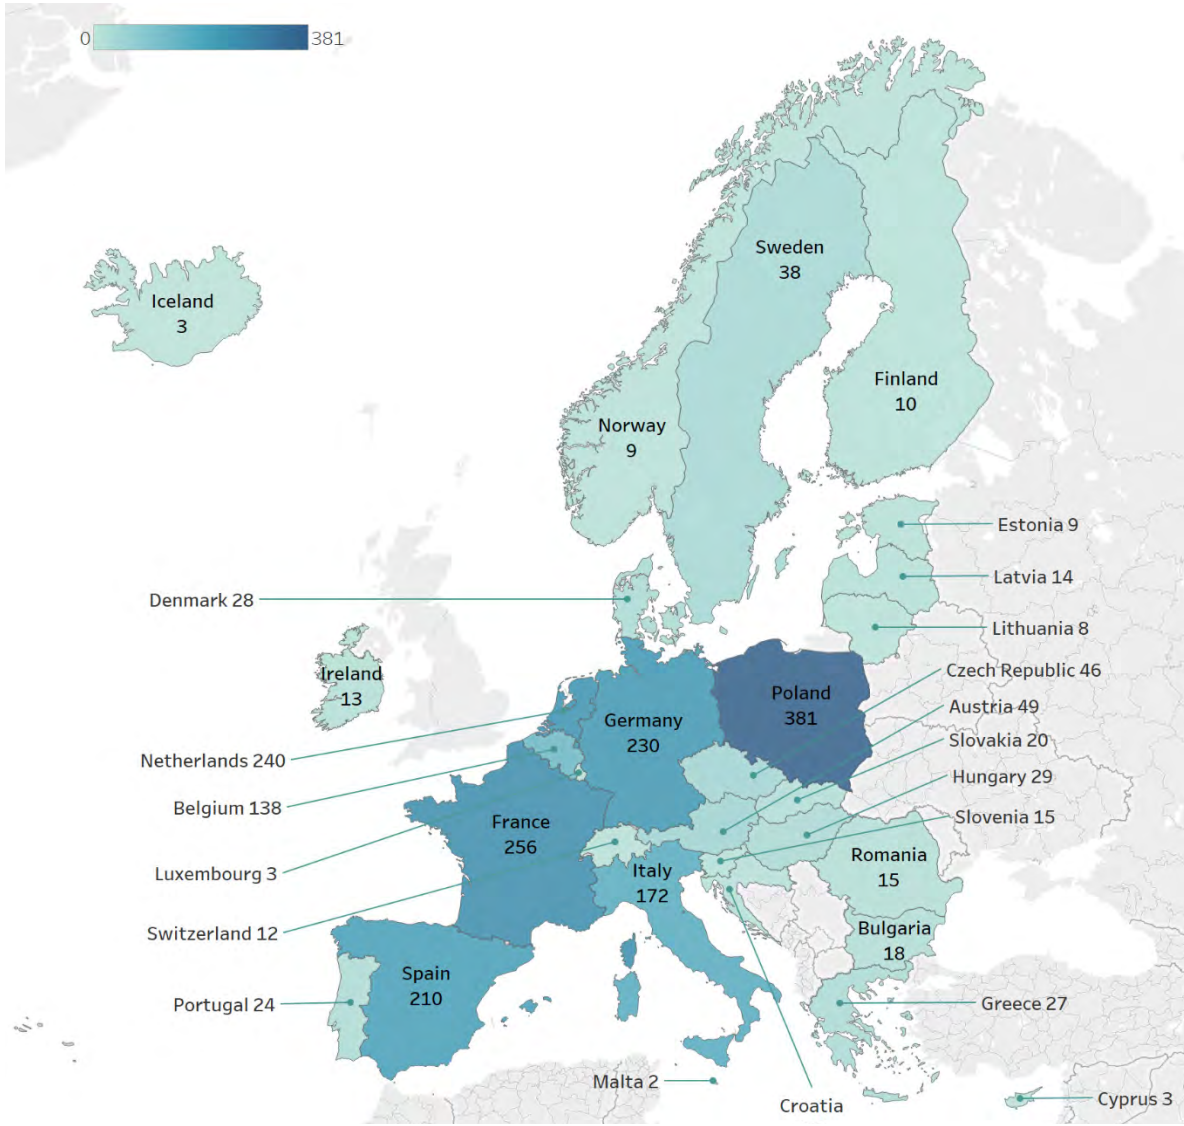 0 381
Sweden
38
Iceland
3
Finland
10
Norway
9
Estonia 9
Latvia 14
Denmark 28
Lithuania 8
Ireland
13
Czech Republic 46
Poland
381
Austria 49
Germany
230
Slovakia 20
Netherlands 240
Hungary 29
Belgium 138
Slovenia 15
France
256
Romania
15
Italy
172
Luxembourg 3
Bulgaria
18
Switzerland 12
Spain
210
Portugal 24
Greece 27
Malta 2
Croatia
Cyprus 3